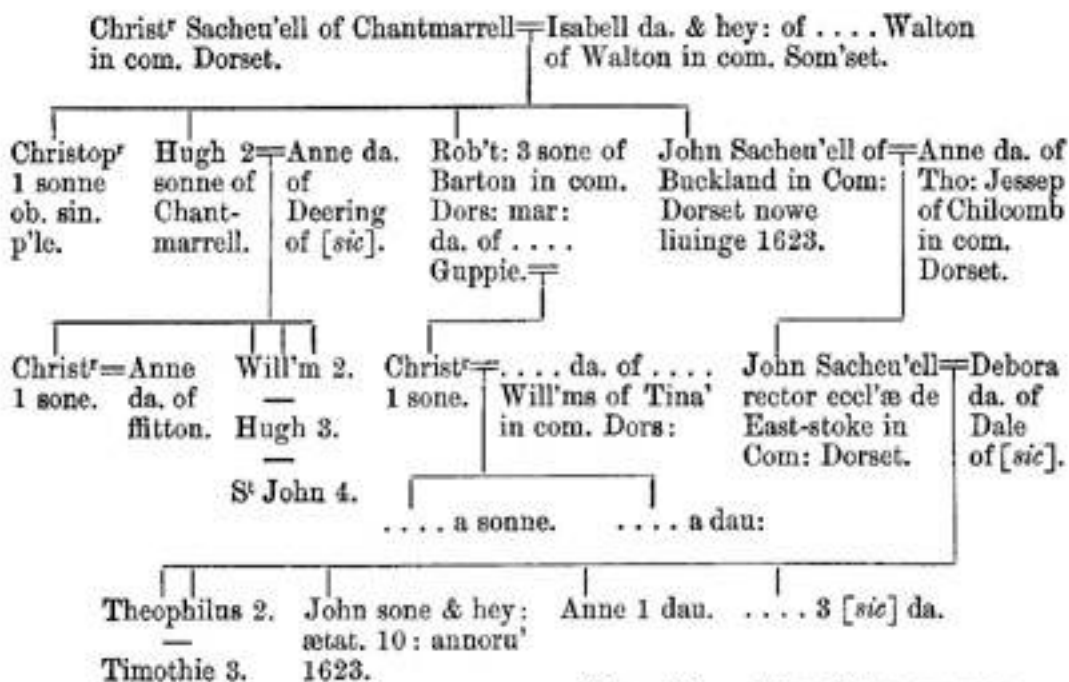 Christʳ Sacheu'ell of Chantmarrell=Isabell da. & hey: of . . . . Walton
in com. Dorset. of Walton in com. Som'set.
Christopʳ
1 sonne
ob. sin.
p'le.
Hugh 2=Anne da.
sonne of of
Chant- Deering
marrell. of [sic].
Rob't: 3 sone of
Barton in com.
Dors: mar:
da. of . . . .
Guppie.=
John Sacheu'ell of=Anne da. of
Buckland in Com: Tho: Jessep
Dorset nowe of Chilcomb
liuinge 1623. in com.
Dorset.
Christʳ=Anne
1 sone. da. of
ffitton.
Will'm 2.
—
Hugh 3.
—
Sᵗ John 4.
Christʳ=. . . . da. of . . . .
1 sone. Will'ms of Tina'
in com. Dors:
John Sacheu'ell=Debora
rector eccl'æ de da. of
East-stoke in Dale
Com: Dorset. of [sic].
. . . . a sonne. . . . . a dau:
Theophilus 2.
—
Timothie 3.
John sone & hey:
ætat. 10: annoru'
1623.
Anne 1 dau. . . . . 3 [sic] da.